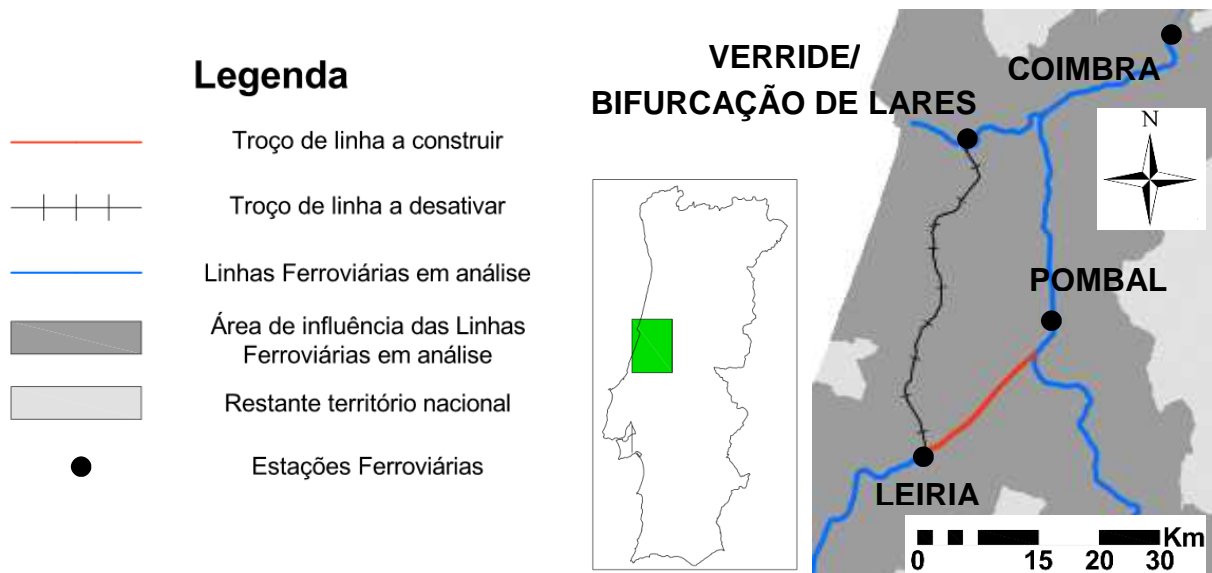 Legenda
Troço de linha a construir
Troço de linha a desativar
Linhas Ferroviárias em análise
Área de influência das Linhas
Ferroviárias em análise
Restante território nacional
Estações Ferroviárias
VERRIDE/
BIFURCAÇÃO DE LARES
COIMBRA
N
POMBAL
LEIRIA
Km
0 15 20 30